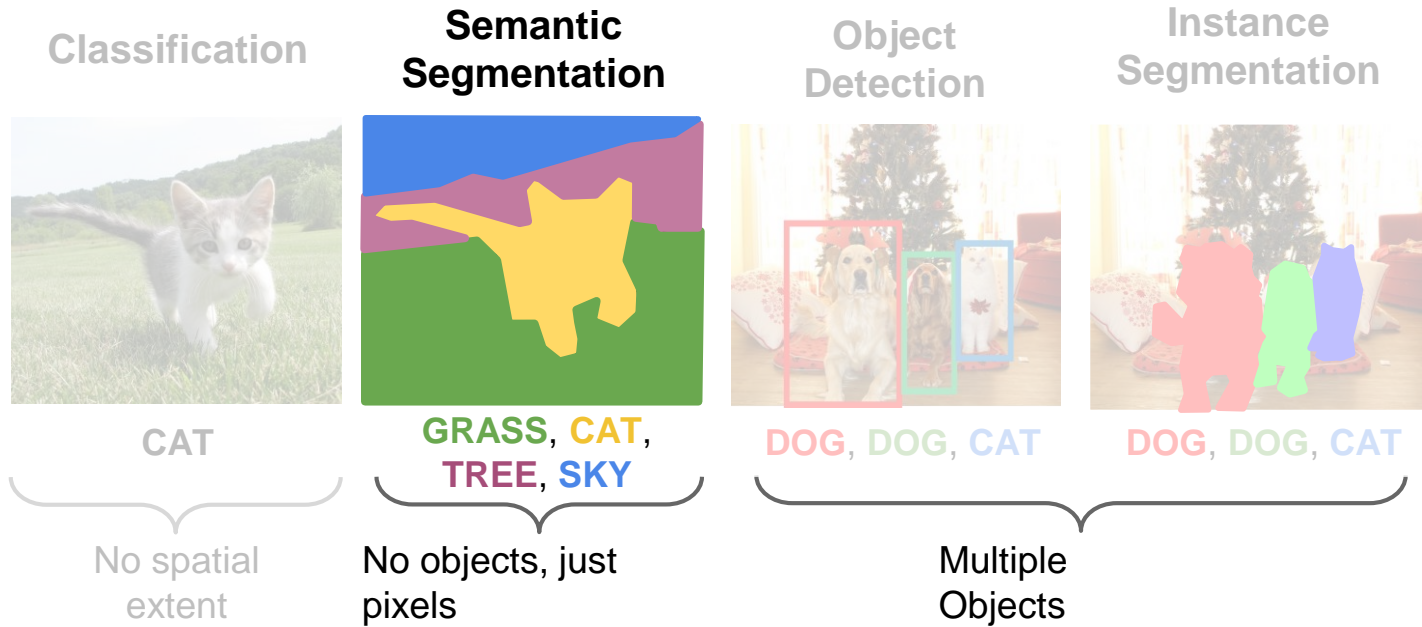 Classification
Semantic
Segmentation
Object
Detection
Instance
Segmentation
CAT
GRASS, CAT,
TREE, SKY
DOG, DOG, CAT
DOG, DOG, CAT
No spatial
extent
No objects, just
pixels
Multiple
Objects